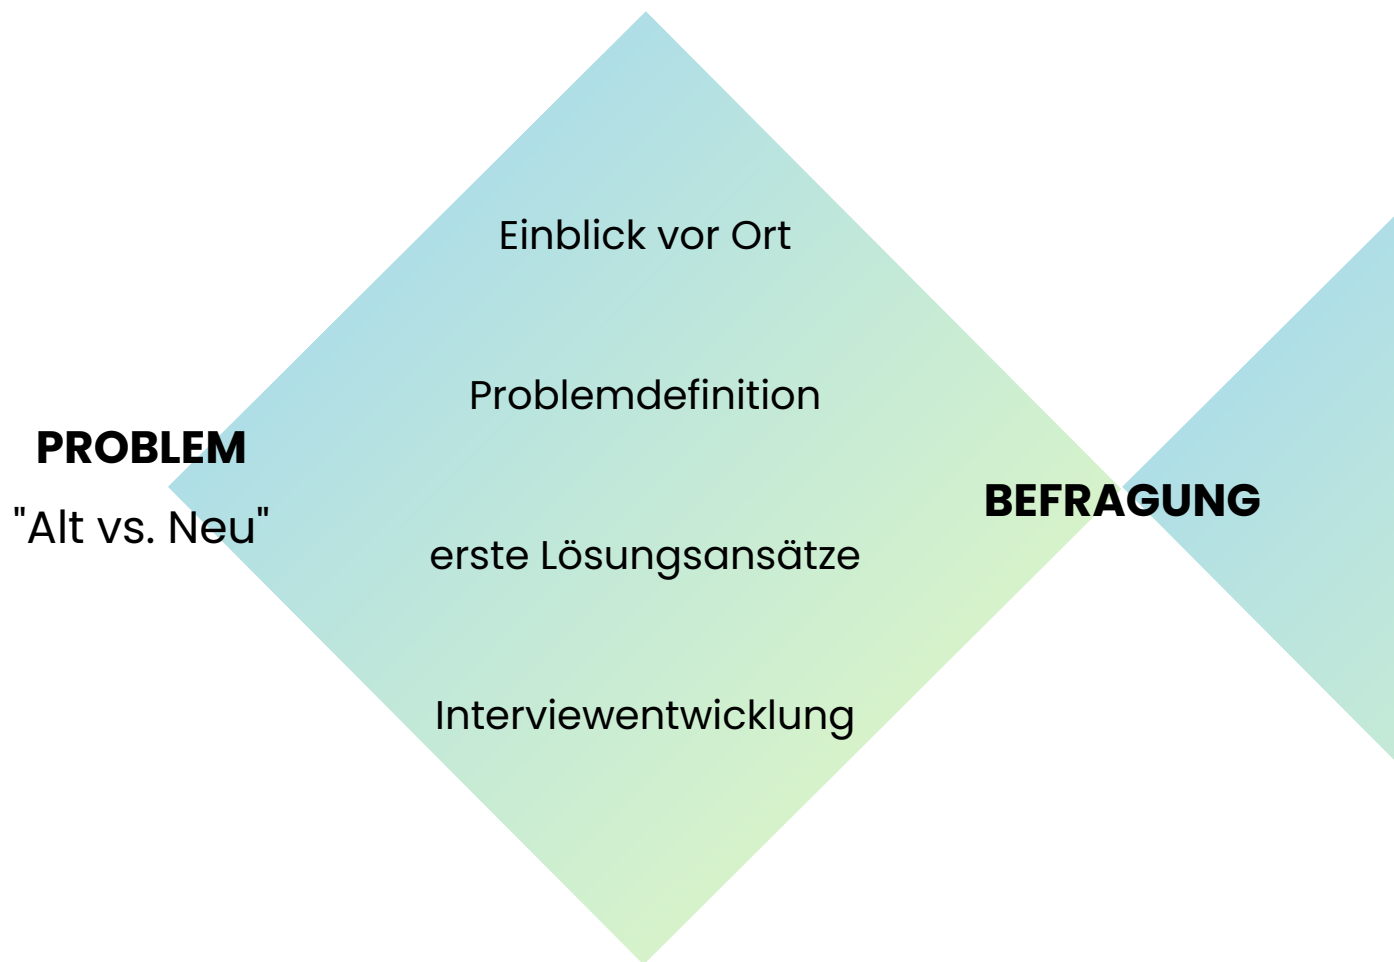 PROBLEM
"Alt vs. Neu"
Einblick vor Ort
Problemdefinition
erste Lösungsansätze
Interviewentwicklung
BEFRAGUNG